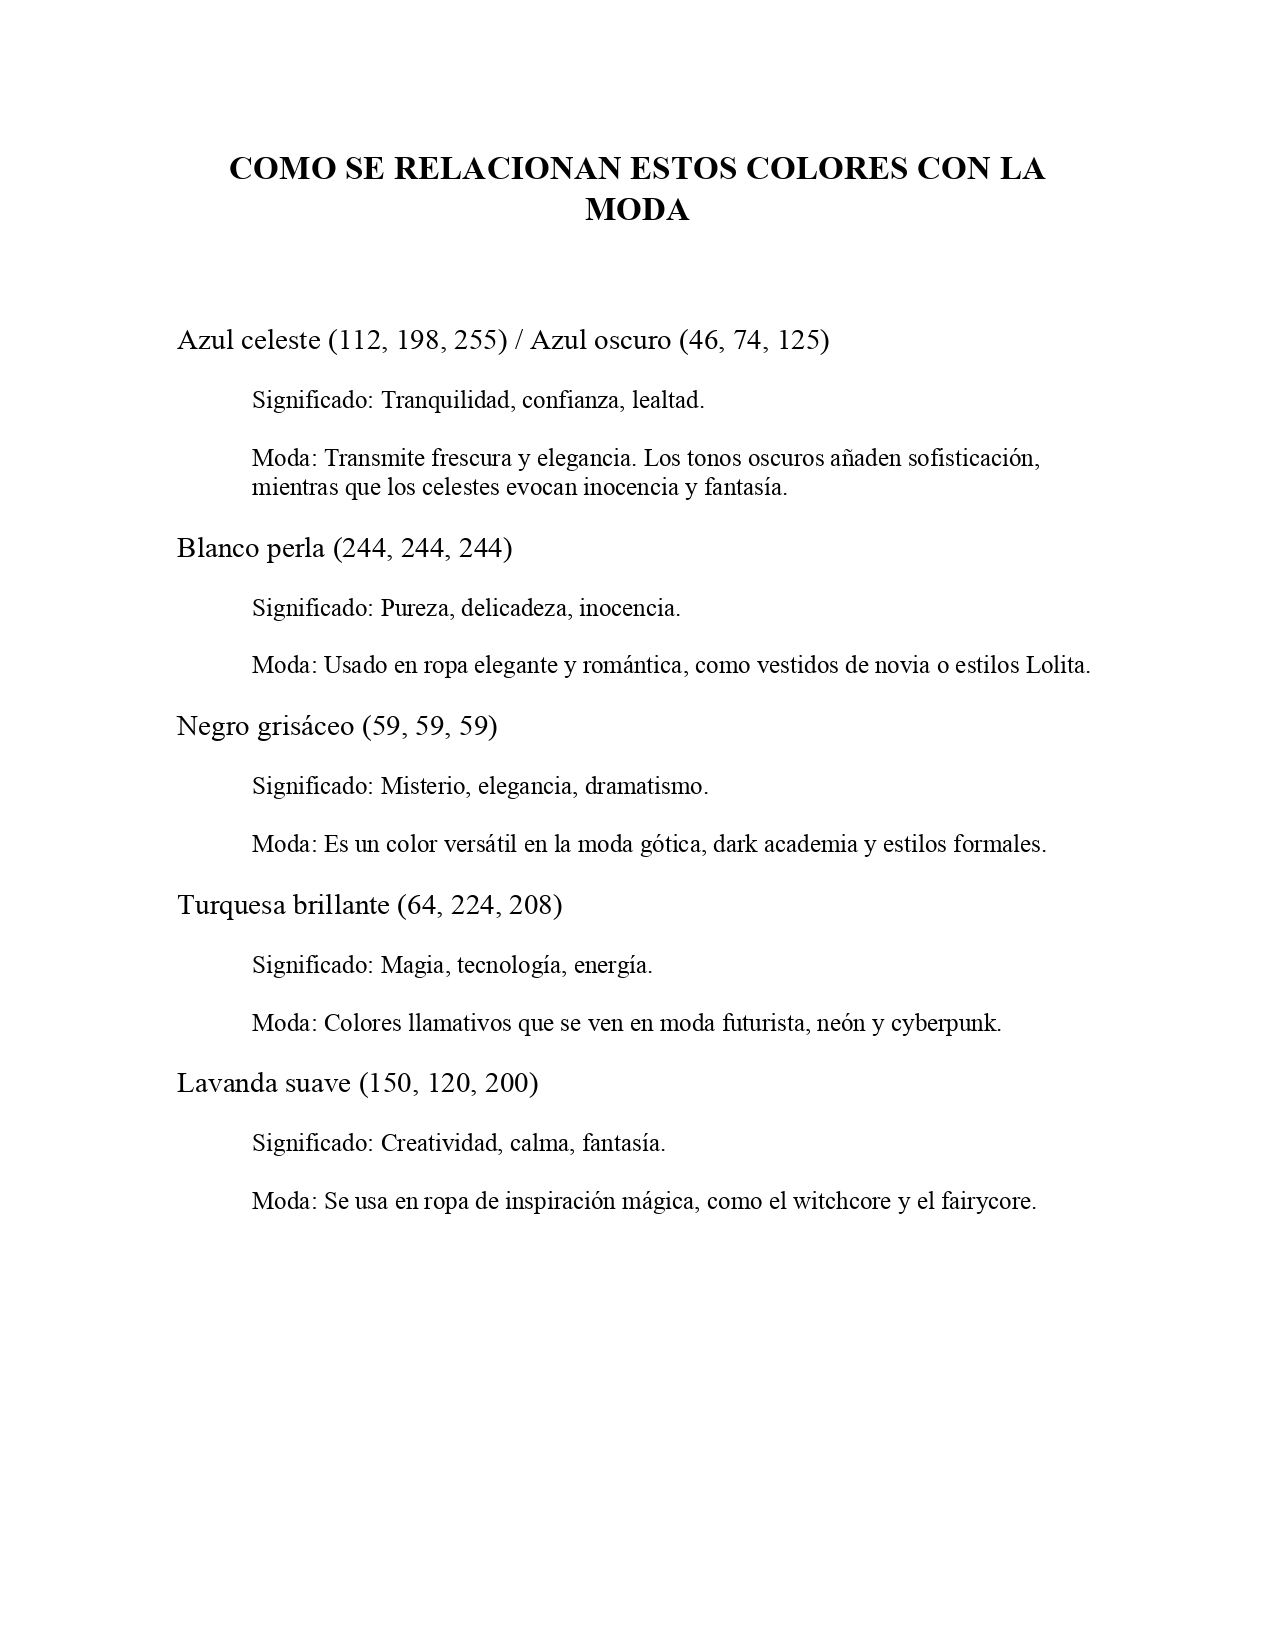 COMO SE RELACIONAN ESTOS COLORES CON LA
MODA
Azul celeste (112, 198, 255) / Azul oscuro (46, 74, 125)
Significado: Tranquilidad, confianza, lealtad.
Moda: Transmite frescura y elegancia. Los tonos oscuros añaden sofisticación,
mientras que los celestes evocan inocencia y fantasía.
Blanco perla (244, 244, 244)
Significado: Pureza, delicadeza, inocencia.
Moda: Usado en ropa elegante y romántica, como vestidos de novia o estilos Lolita.
Negro grisáceo (59, 59, 59)
Significado: Misterio, elegancia, dramatismo.
Moda: Es un color versátil en la moda gótica, dark academia y estilos formales.
Turquesa brillante (64, 224, 208)
Significado: Magia, tecnología, energía.
Moda: Colores llamativos que se ven en moda futurista, neón y cyberpunk.
Lavanda suave (150, 120, 200)
Significado: Creatividad, calma, fantasía.
Moda: Se usa en ropa de inspiración mágica, como el witchcore y el fairycore.